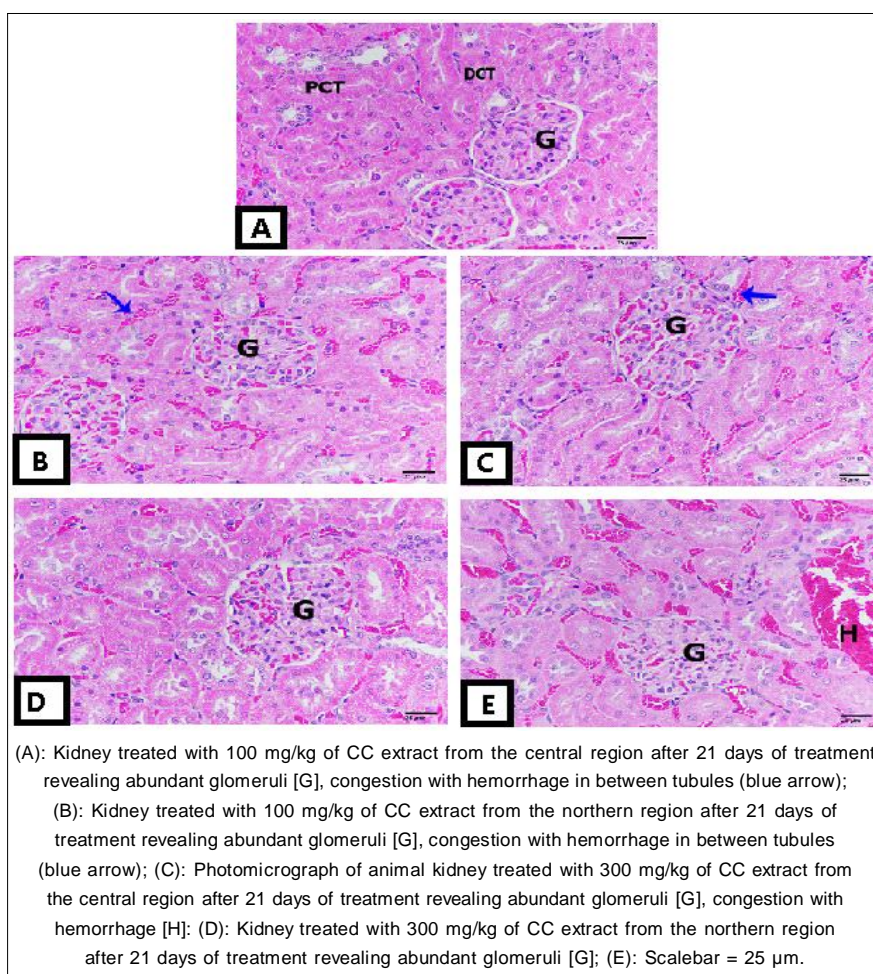 PCT DCT
G
A
25 µm
G
B
G
C
25 µm
G
D
G
H
E
(A): Kidney treated with 100 mg/kg of CC extract from the central region after 21 days of treatment
revealing abundant glomeruli [G], congestion with hemorrhage in between tubules (blue arrow);
(B): Kidney treated with 100 mg/kg of CC extract from the northern region after 21 days of
treatment revealing abundant glomeruli [G], congestion with hemorrhage in between tubules
(blue arrow); (C): Photomicrograph of animal kidney treated with 300 mg/kg of CC extract from
the central region after 21 days of treatment revealing abundant glomeruli [G], congestion with
hemorrhage [H]: (D): Kidney treated with 300 mg/kg of CC extract from the northern region
after 21 days of treatment revealing abundant glomeruli [G]; (E): Scalebar = 25 µm.